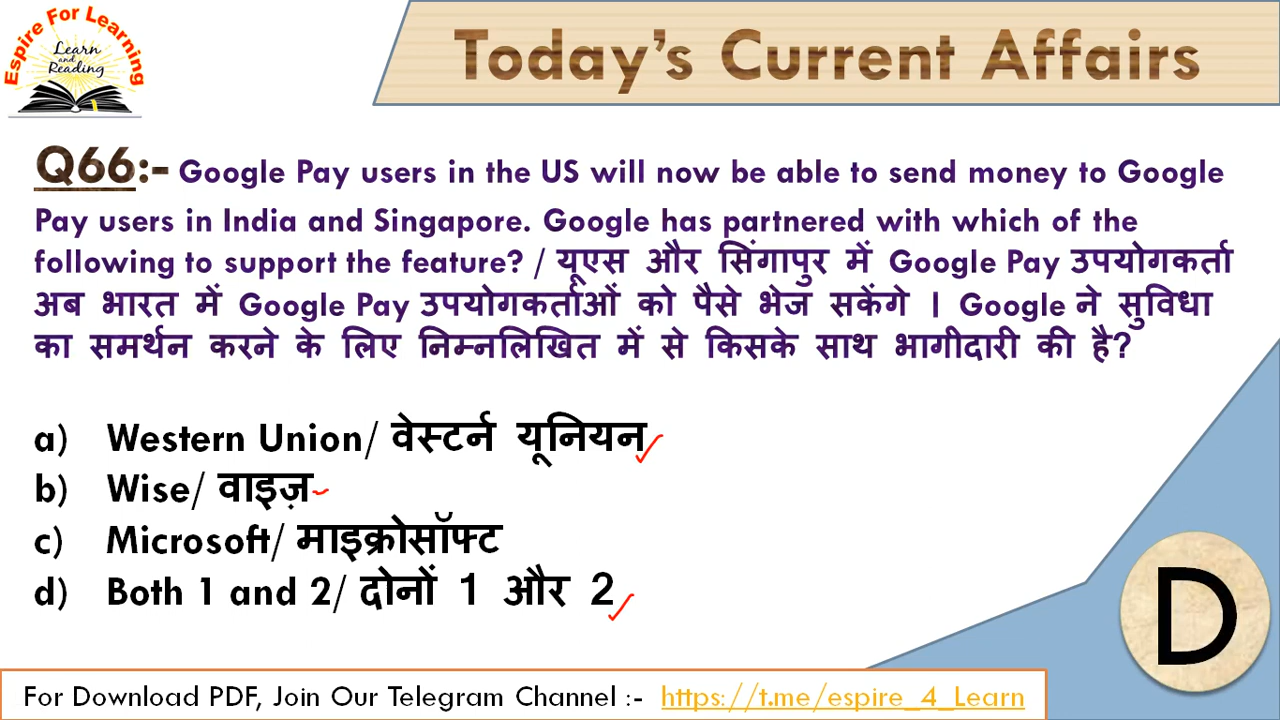 Espire For Learning
Learn
and
Reading
Today's Current Affairs
Q66:- Google Pay users in the US will now be able to send money to Google
Pay users in India and Singapore. Google has partnered with which of the
following to support the feature? / यूएस और सिंगापुर में Google Pay उपयोगकर्ता
अब भारत में Google Pay उपयोगकर्ताओं को पैसे भेज सकेंगे । Google ने सुविधा
का समर्थन करने के लिए निम्नलिखित में से किसके साथ भागीदारी की है?
a) Western Union/ वेस्टर्न यूनियन
b) Wise/ वाइज़
c) Microsoft/ माइक्रोसॉफ्ट
d) Both 1 and 2/ दोनों 1 और 2
D
For Download PDF, Join Our Telegram Channel :- https://t.me/espire_4_Learn